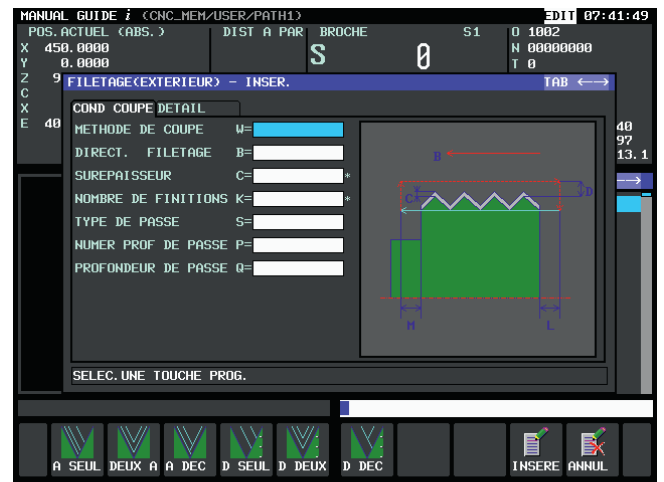 MANUAL GUIDE i (CNC_MEM/USER/PATH1) EDIT 07:41:49
POS.ACTUEL (ABS.) DIST A PAR BROCHE S1 O 1002
X 450.0000 S 0 N 00000000
Y 0.0000 T 0
Z 9 FILETAGE(EXTERIEUR) - INSER. TAB ←→
C
X COND COUPE DETAIL
E 40 METHODE DE COUPE W= 40
97
DIRECT. FILETAGE B= B 13.1
SUREPAISSEUR C= * C D →
NOMBRE DE FINITIONS K= *
TYPE DE PASSE S=
NUMER PROF DE PASSE P=
PROFONDEUR DE PASSE Q=
M L
SELEC.UNE TOUCHE PROG.
A SEUL DEUX A A DEC D SEUL D DEUX D DEC INSERE ANNUL